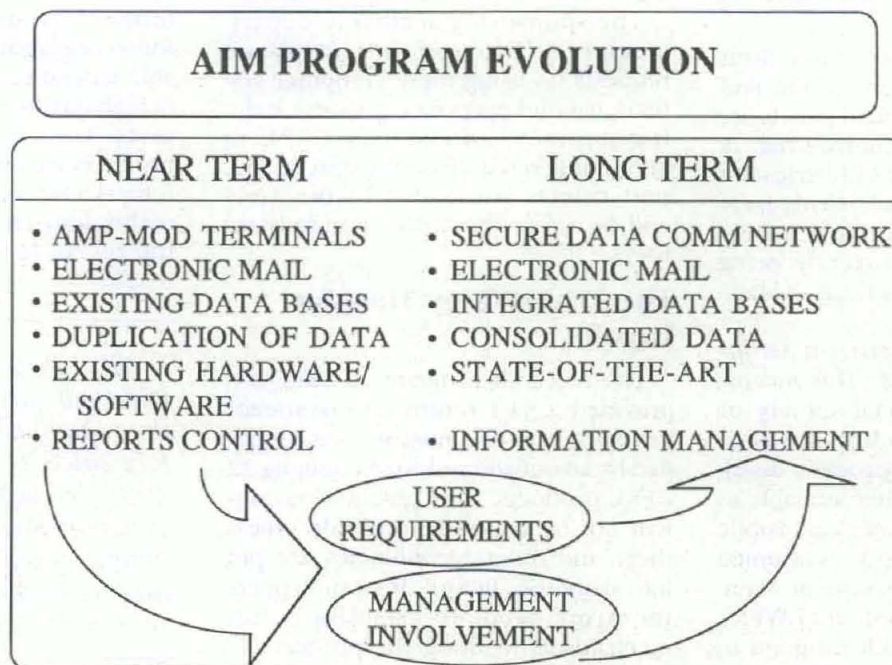 AIM PROGRAM EVOLUTION
NEAR TERM
• AMP-MOD TERMINALS
• ELECTRONIC MAIL
• EXISTING DATA BASES
• DUPLICATION OF DATA
• EXISTING HARDWARE/
SOFTWARE
• REPORTS CONTROL
LONG TERM
• SECURE DATA COMM NETWORK
• ELECTRONIC MAIL
• INTEGRATED DATA BASES
• CONSOLIDATED DATA
• STATE-OF-THE-ART
• INFORMATION MANAGEMENT
USER
REQUIREMENTS
MANAGEMENT
INVOLVEMENT